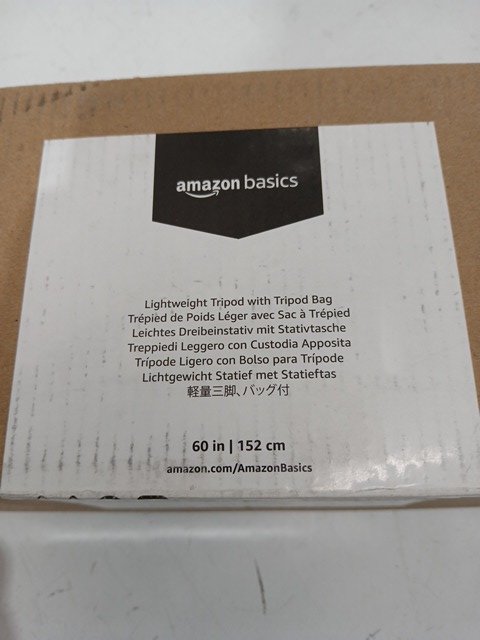 amazon basics
Lightweight Tripod with Tripod Bag
Trépied de Poids Léger avec Sac à Trépied
Leichtes Dreibeinstativ mit Stativtasche
Treppiedi Leggero con Custodia Apposita
Trípode Ligero con Bolso para Trípode
Lichtgewicht Statief met Statieftas
軽量三脚、バッグ付
60 in | 152 cm
amazon.com/AmazonBasics